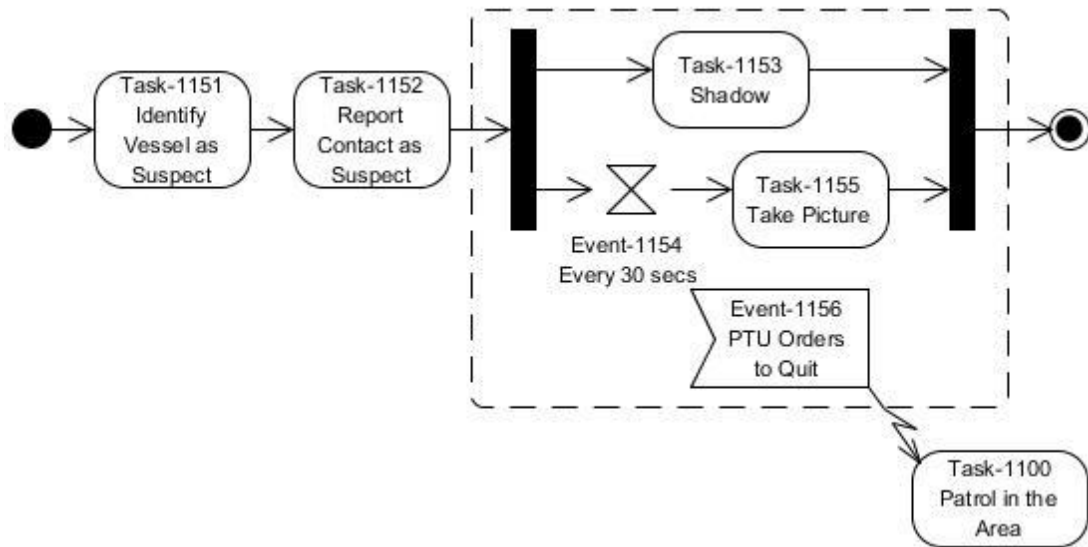 Task-1151
Identify
Vessel as
Suspect
Task-1152
Report
Contact as
Suspect
Task-1153
Shadow
Event-1154
Every 30 secs
Task-1155
Take Picture
Event-1156
PTU Orders
to Quit
Task-1100
Patrol in the
Area